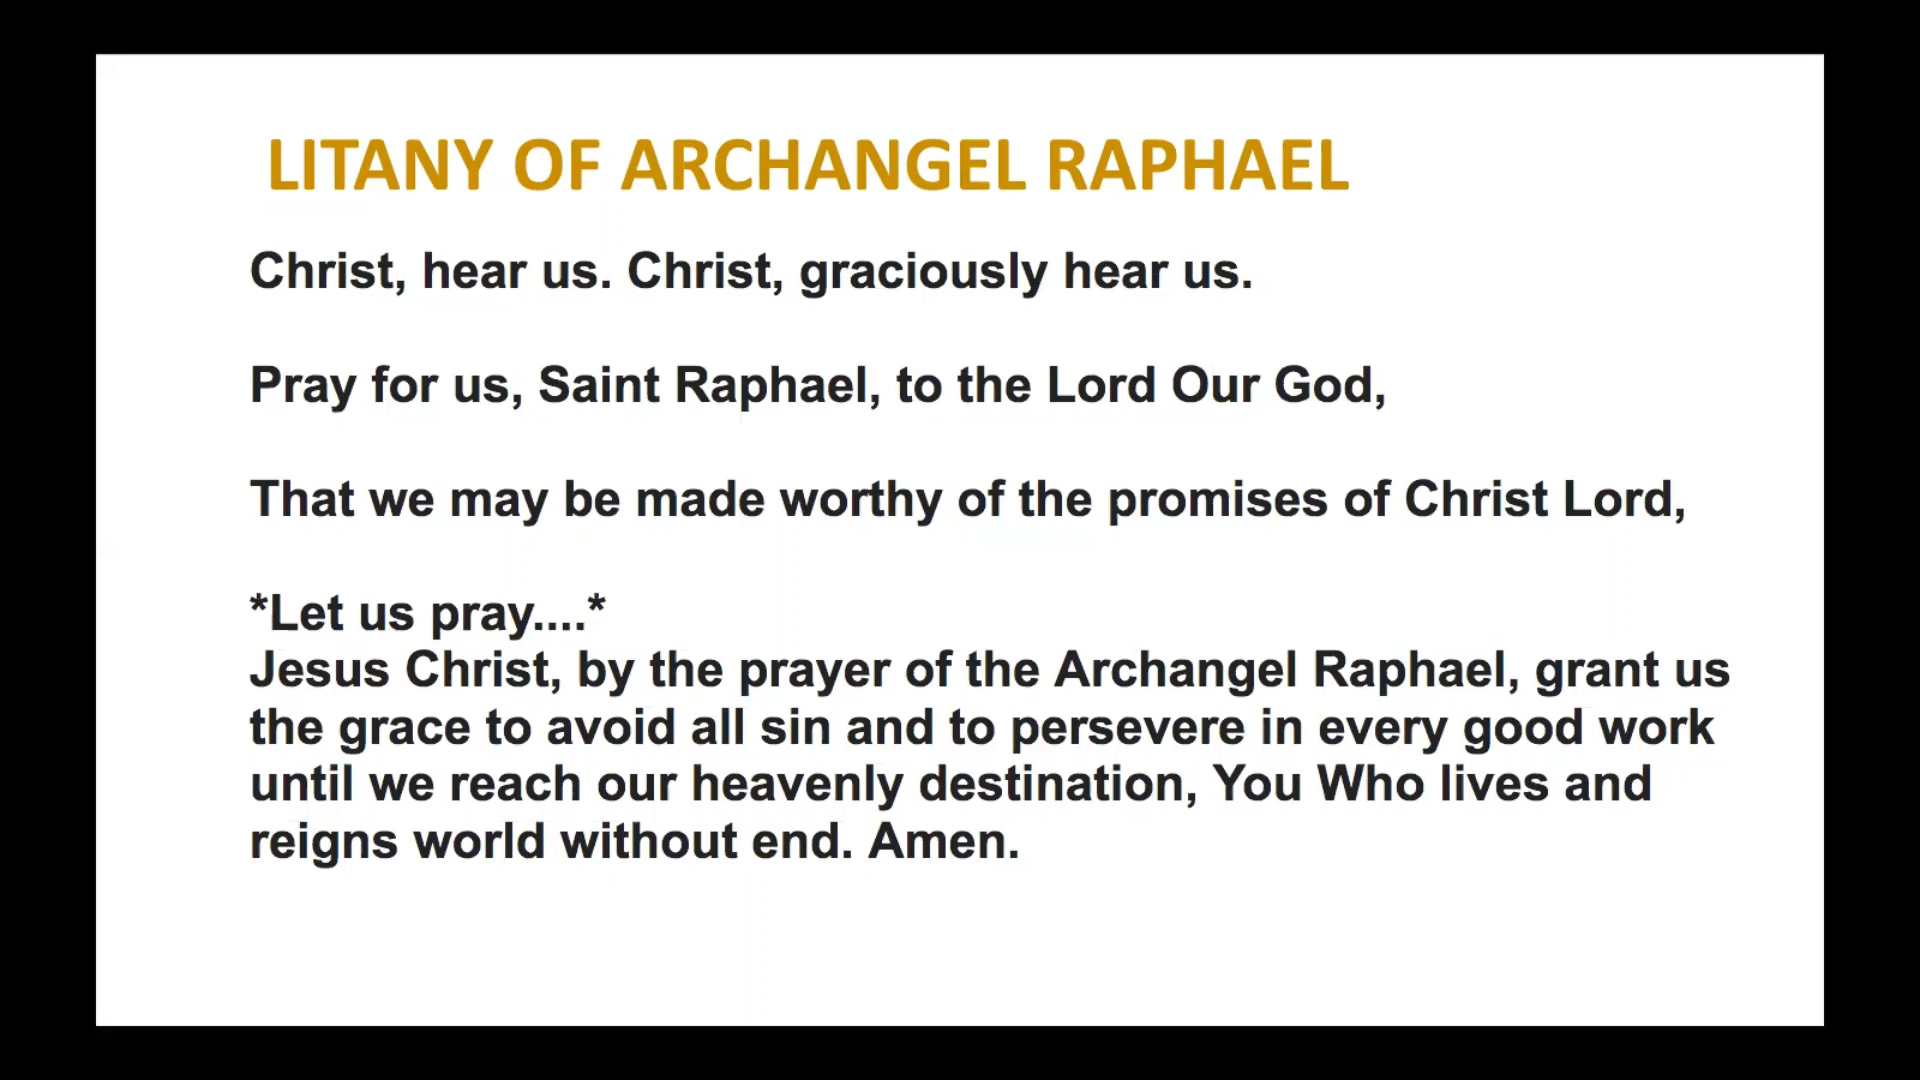 LITANY OF ARCHANGEL RAPHAEL
Christ, hear us. Christ, graciously hear us.
Pray for us, Saint Raphael, to the Lord Our God,
That we may be made worthy of the promises of Christ Lord,
*Let us pray....*
Jesus Christ, by the prayer of the Archangel Raphael, grant us
the grace to avoid all sin and to persevere in every good work
until we reach our heavenly destination, You Who lives and
reigns world without end. Amen.